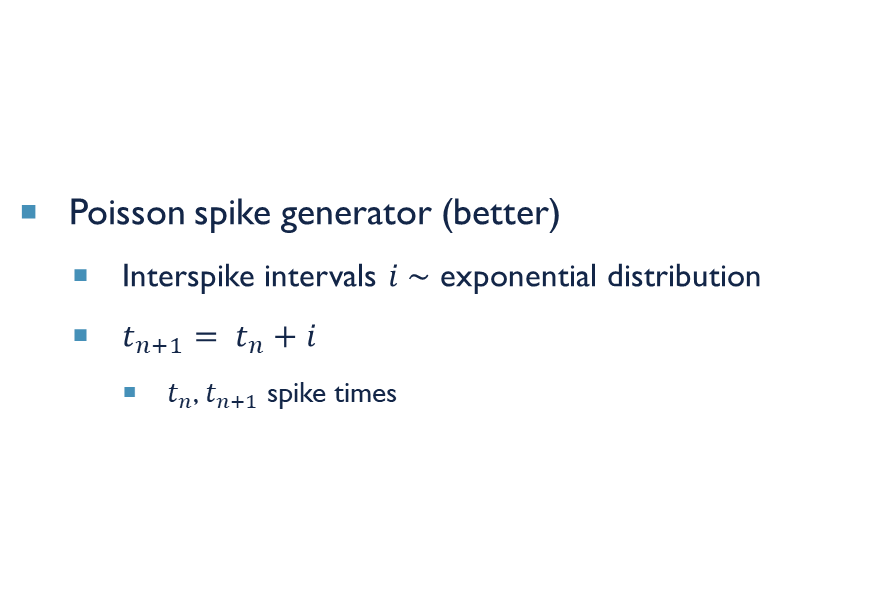 Poisson spike generator (better)
Interspike intervals 𝑖 ~ exponential distribution
𝑡ₙ₊₁ = 𝑡ₙ + 𝑖
𝑡ₙ, 𝑡ₙ₊₁ spike times